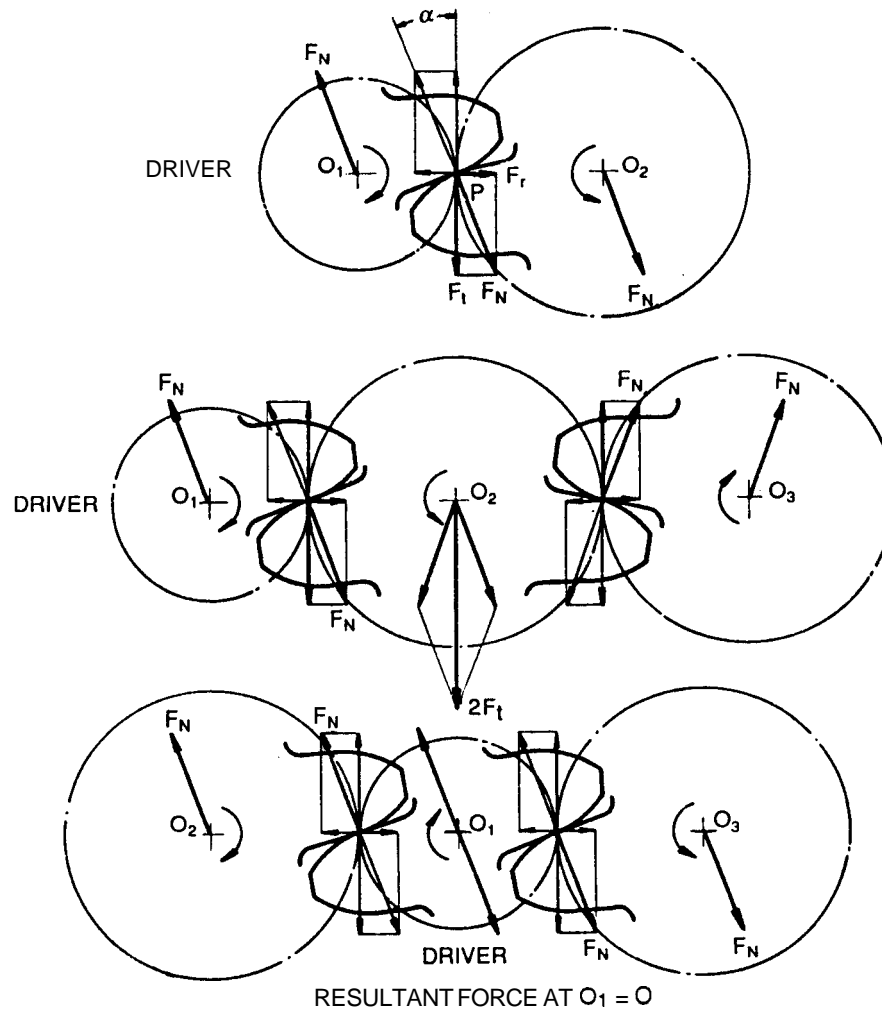 α
F_N
DRIVER
O₁
O₂
P
F_r
F_t
F_N
F_N
F_N
F_N
F_N
DRIVER
O₁
O₂
O₃
F_N
2F_t
F_N
F_N
O₂
O₁
O₃
DRIVER
F_N
F_N
RESULTANT FORCE AT O₁ = O